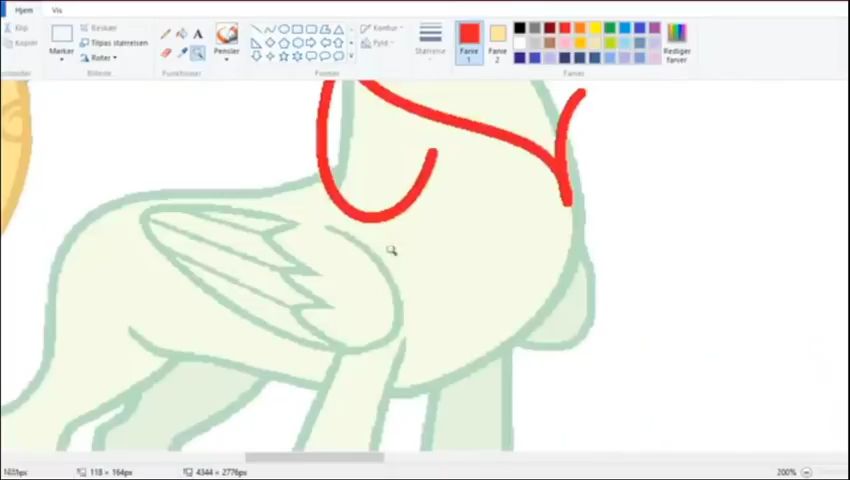 Hjem Vis
Klip
Kopier
Marker
Beskær
Tilpas størrelsen
Roter
Billede
A
Funktioner
Pensler
Former
Kontur
Fyld
Størrelse
Farve 1
Farve 2
Rediger farver
Farver
118 × 164px
4344 × 2776px
200%